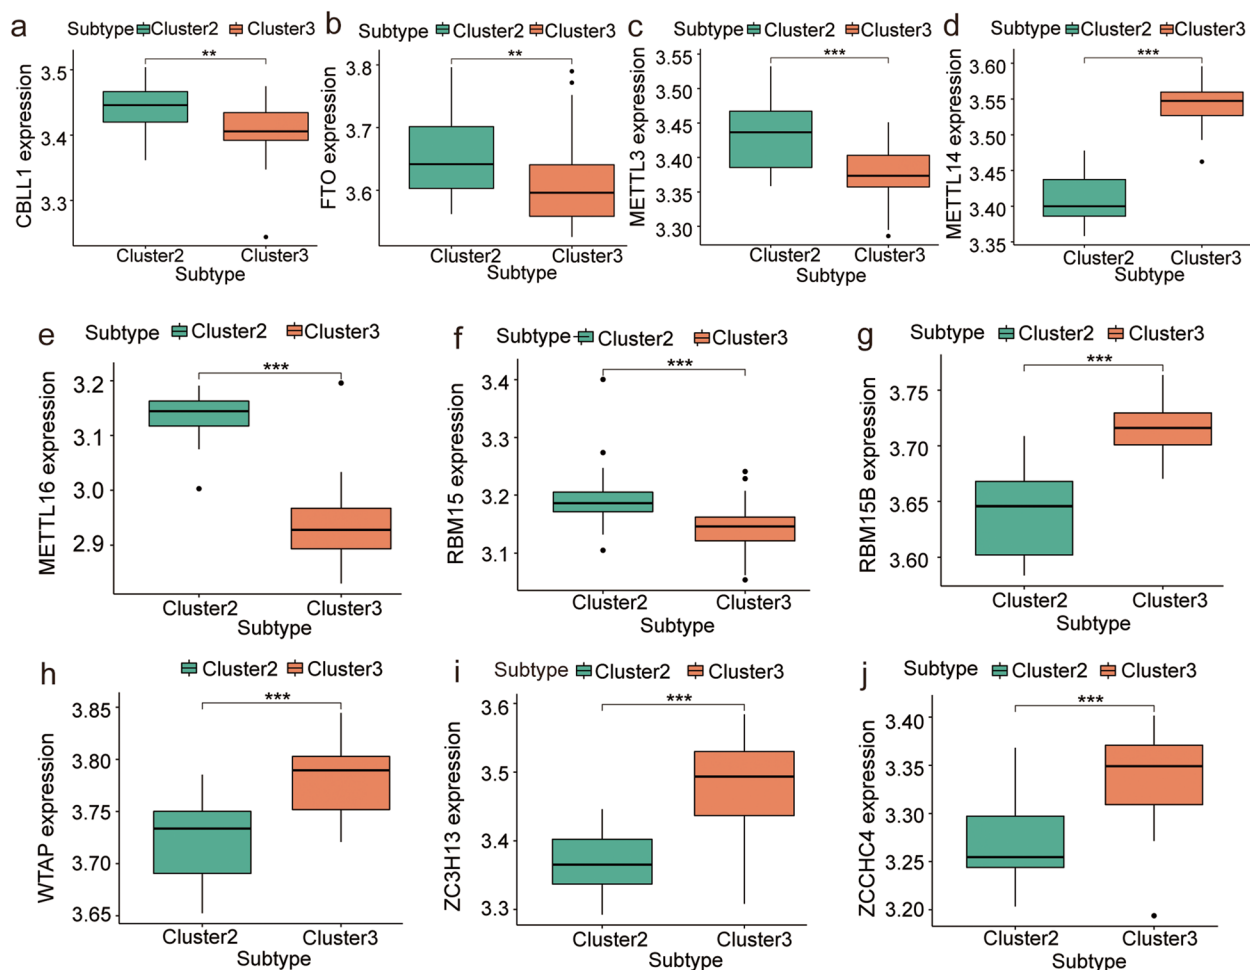 a Subtype Cluster2 Cluster3
**
CBLL1 expression
3.5
3.4
3.3
Cluster2 Cluster3
Subtype
b Subtype Cluster2 Cluster3
**
FTO expression
3.8
3.7
3.6
Cluster2 Cluster3
Subtype
c Subtype Cluster2 Cluster3
***
METTL3 expression
3.55
3.50
3.45
3.40
3.35
3.30
Cluster2 Cluster3
Subtype
d Subtype Cluster2 Cluster3
***
METTL14 expression
3.60
3.55
3.50
3.45
3.40
3.35
Cluster2 Cluster3
Subtype
e Subtype Cluster2 Cluster3
***
METTL16 expression
3.2
3.1
3.0
2.9
Cluster2 Cluster3
Subtype
f Subtype Cluster2 Cluster3
***
RBM15 expression
3.4
3.3
3.2
3.1
Cluster2 Cluster3
Subtype
g Subtype Cluster2 Cluster3
***
RBM15B expression
3.75
3.70
3.65
3.60
Cluster2 Cluster3
Subtype
h Cluster2 Cluster3
***
WTAP expression
3.85
3.80
3.75
3.70
3.65
Cluster2 Cluster3
Subtype
i Subtype Cluster2 Cluster3
***
ZC3H13 expression
3.6
3.5
3.4
3.3
Cluster2 Cluster3
Subtype
j Subtype Cluster2 Cluster3
***
ZCCHC4 expression
3.40
3.35
3.30
3.25
3.20
Cluster2 Cluster3
Subtype